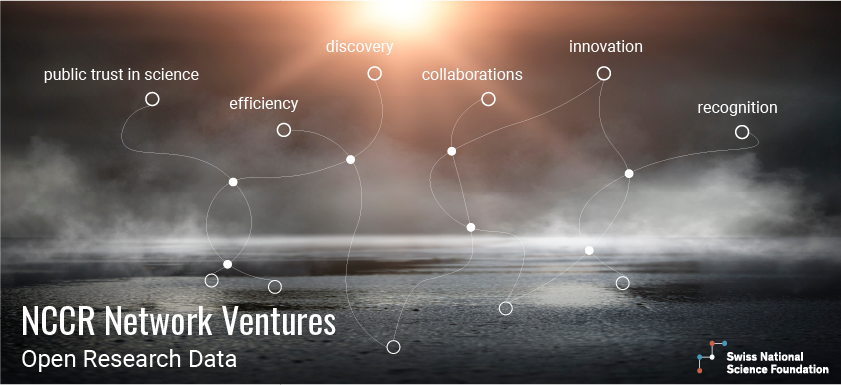 discovery
innovation
public trust in science
collaborations
efficiency
recognition
NCCR Network Ventures
Open Research Data
Swiss National
Science Foundation